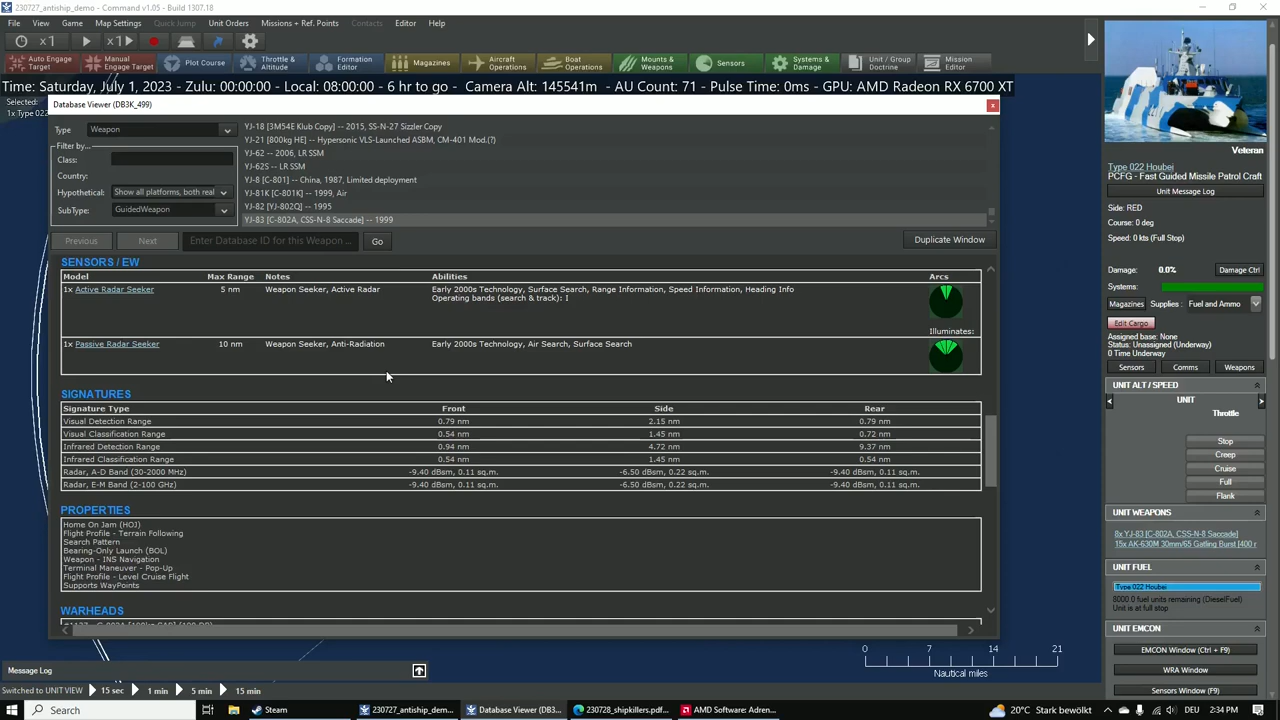 230727_antiship_demo - Command v1.05 - Build 1307.18
File View Game Map Settings Quick Jump Unit Orders Missions + Ref. Points Contacts Editor Help
x1 x1
Auto Engage Target Manual Engage Target Plot Course Throttle & Altitude Formation Editor Magazines Aircraft Operations Boat Operations Mounts & Weapons Sensors Systems & Damage Unit / Group Doctrine Mission Editor
Time: Saturday, July 1, 2023 - Zulu: 00:00:00 - Local: 08:00:00 - 6 hr to go - Camera Alt: 145541m - AU Count: 71 - Pulse Time: 0ms - GPU: AMD Radeon RX 6700 XT
Selected:
1x Type 022
Database Viewer (DB3K_499)
Type Weapon
Filter by...
Class:
Country:
Hypothetical: Show all platforms, both real
SubType: GuidedWeapon
YJ-18 [3M54E Klub Copy] -- 2015, SS-N-27 Sizzler Copy
YJ-21 [800kg HE] -- Hypersonic VLS-Launched ASBM, CM-401 Mod.(?)
YJ-62 -- 2006, LR SSM
YJ-62S -- LR SSM
YJ-8 [C-801] -- China, 1987, Limited deployment
YJ-81K [C-801K] -- 1999, Air
YJ-82 [YJ-802Q] -- 1995
YJ-83 [C-802A, CSS-N-8 Saccade] -- 1999
Previous Next Enter Database ID for this Weapon ... Go Duplicate Window
SENSORS / EW
Model Max Range Notes Abilities Arcs
1x Active Radar Seeker 5 nm Weapon Seeker, Active Radar Early 2000s Technology, Surface Search, Range Information, Speed Information, Heading Info
Operating bands (search & track): I
Illuminates:
1x Passive Radar Seeker 10 nm Weapon Seeker, Anti-Radiation Early 2000s Technology, Air Search, Surface Search
SIGNATURES
Signature Type Front Side Rear
Visual Detection Range 0.79 nm 2.15 nm 0.79 nm
Visual Classification Range 0.54 nm 1.45 nm 0.72 nm
Infrared Detection Range 0.94 nm 4.72 nm 9.37 nm
Infrared Classification Range 0.54 nm 1.45 nm 0.54 nm
Radar, A-D Band (30-2000 MHz) -9.40 dBsm, 0.11 sq.m. -6.50 dBsm, 0.22 sq.m. -9.40 dBsm, 0.11 sq.m.
Radar, E-M Band (2-100 GHz) -9.40 dBsm, 0.11 sq.m. -6.50 dBsm, 0.22 sq.m. -9.40 dBsm, 0.11 sq.m.
PROPERTIES
Home On Jam (HOJ)
Flight Profile - Terrain Following
Search Pattern
Bearing-Only Launch (BOL)
Weapon - INS Navigation
Terminal Maneuver - Pop-Up
Flight Profile - Level Cruise Flight
Supports WayPoints
WARHEADS
Veteran
Type 022 Houbei
PCFG - Fast Guided Missile Patrol Craft
Unit Message Log
Side: RED
Course: 0 deg
Speed: 0 kts (Full Stop)
Damage: 0.0% Damage Ctrl
Systems:
Magazines Supplies : Fuel and Ammo
Edit Cargo
Assigned base: None
Status: Unassigned (Underway)
0 Time Underway
Sensors Comms Weapons
UNIT ALT / SPEED
UNIT
Throttle
Stop
Creep
Cruise
Full
Flank
UNIT WEAPONS
8x YJ-83 [C-802A, CSS-N-8 Saccade]
15x AK-630M 30mm/65 Gatling Burst [400 r
UNIT FUEL
Type 022 Houbei
8000.0 fuel units remaining (DieselFuel)
Unit is at full stop
UNIT EMCON
EMCON Window (Ctrl + F9)
WRA Window
Sensors Window (F9)
0 7 14 21
Nautical miles
Message Log
Switched to UNIT VIEW 15 sec 1 min 5 min 15 min
Search Steam 230727_antiship_demo... Database Viewer (DB3... 230728_shipkillers.pdf... AMD Software: Adren... 20°C Stark bewölkt DEU 2:34 PM